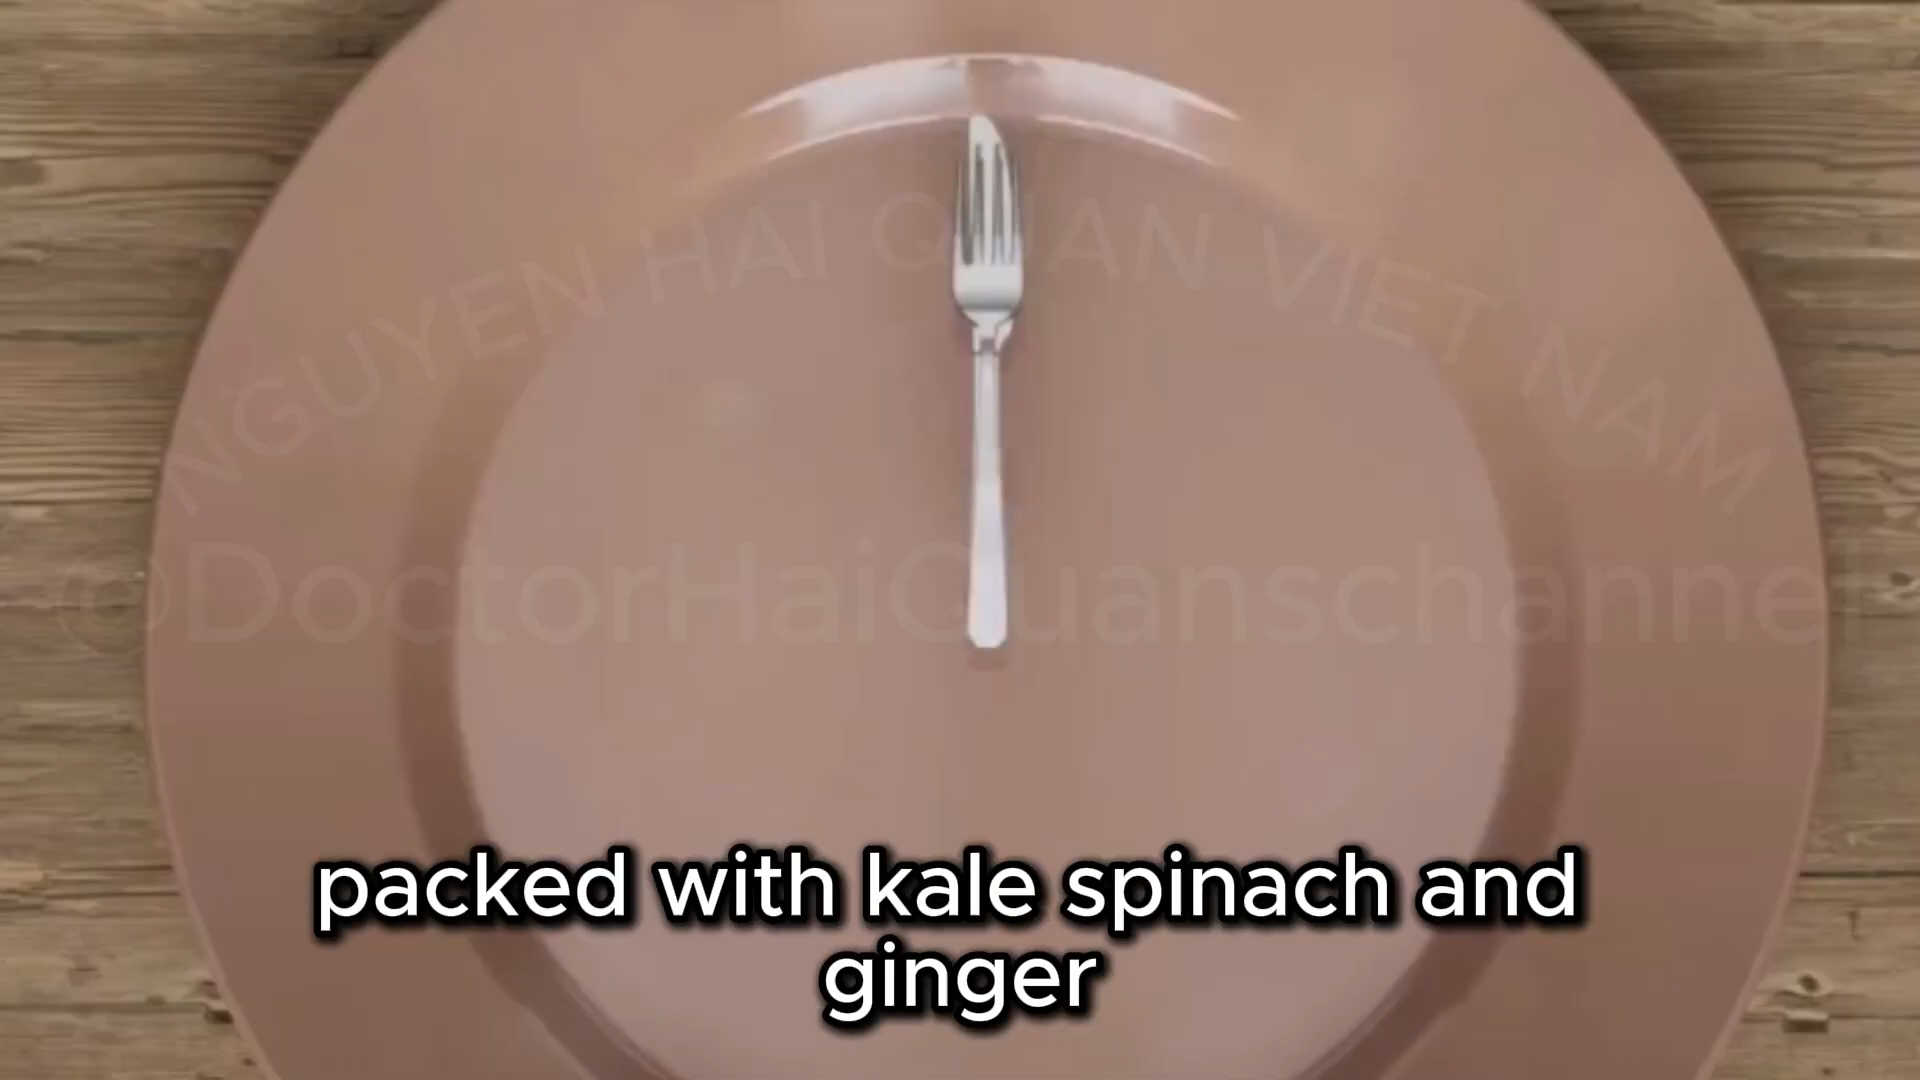 NGUYEN HAI QUAN VIET NAM
©DoctorHaiQuanschannel
packed with kale spinach and
ginger